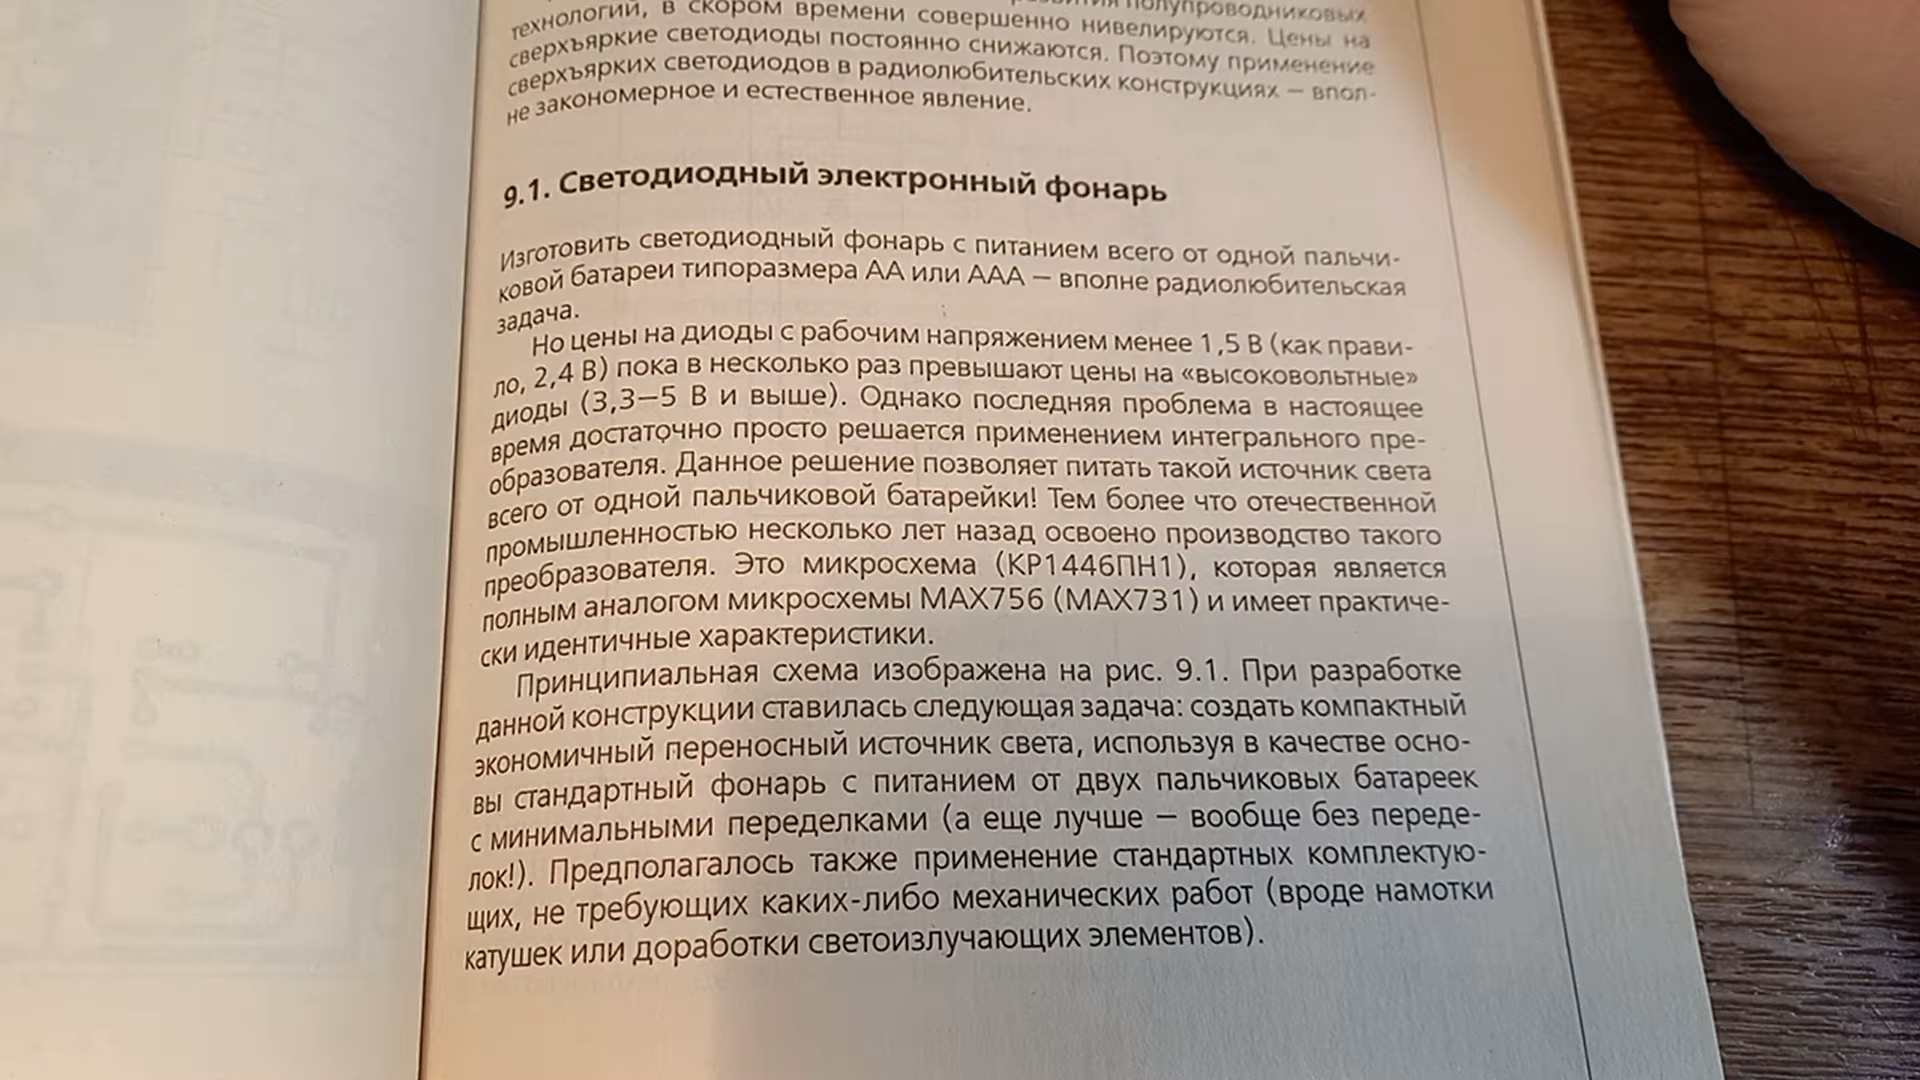 полупроводниковых
технологий, в скором времени совершенно нивелируются. Цены на
сверхъяркие светодиоды постоянно снижаются. Поэтому применение
сверхъярких светодиодов в радиолюбительских конструкциях — впол-
не закономерное и естественное явление.
9.1. Светодиодный электронный фонарь
Изготовить светодиодный фонарь с питанием всего от одной пальчи-
ковой батареи типоразмера АА или ААА — вполне радиолюбительская
задача.
Но цены на диоды с рабочим напряжением менее 1,5 В (как прави-
ло, 2,4 В) пока в несколько раз превышают цены на «высоковольтные»
диоды (3,3—5 В и выше). Однако последняя проблема в настоящее
время достаточно просто решается применением интегрального пре-
образователя. Данное решение позволяет питать такой источник света
всего от одной пальчиковой батарейки! Тем более что отечественной
промышленностью несколько лет назад освоено производство такого
преобразователя. Это микросхема (КР1446ПН1), которая является
полным аналогом микросхемы MAX756 (MAX731) и имеет практиче-
ски идентичные характеристики.
Принципиальная схема изображена на рис. 9.1. При разработке
данной конструкции ставилась следующая задача: создать компактный
экономичный переносный источник света, используя в качестве осно-
вы стандартный фонарь с питанием от двух пальчиковых батареек
с минимальными переделками (а еще лучше — вообще без переде-
лок!). Предполагалось также применение стандартных комплектую-
щих, не требующих каких-либо механических работ (вроде намотки
катушек или доработки светоизлучающих элементов).